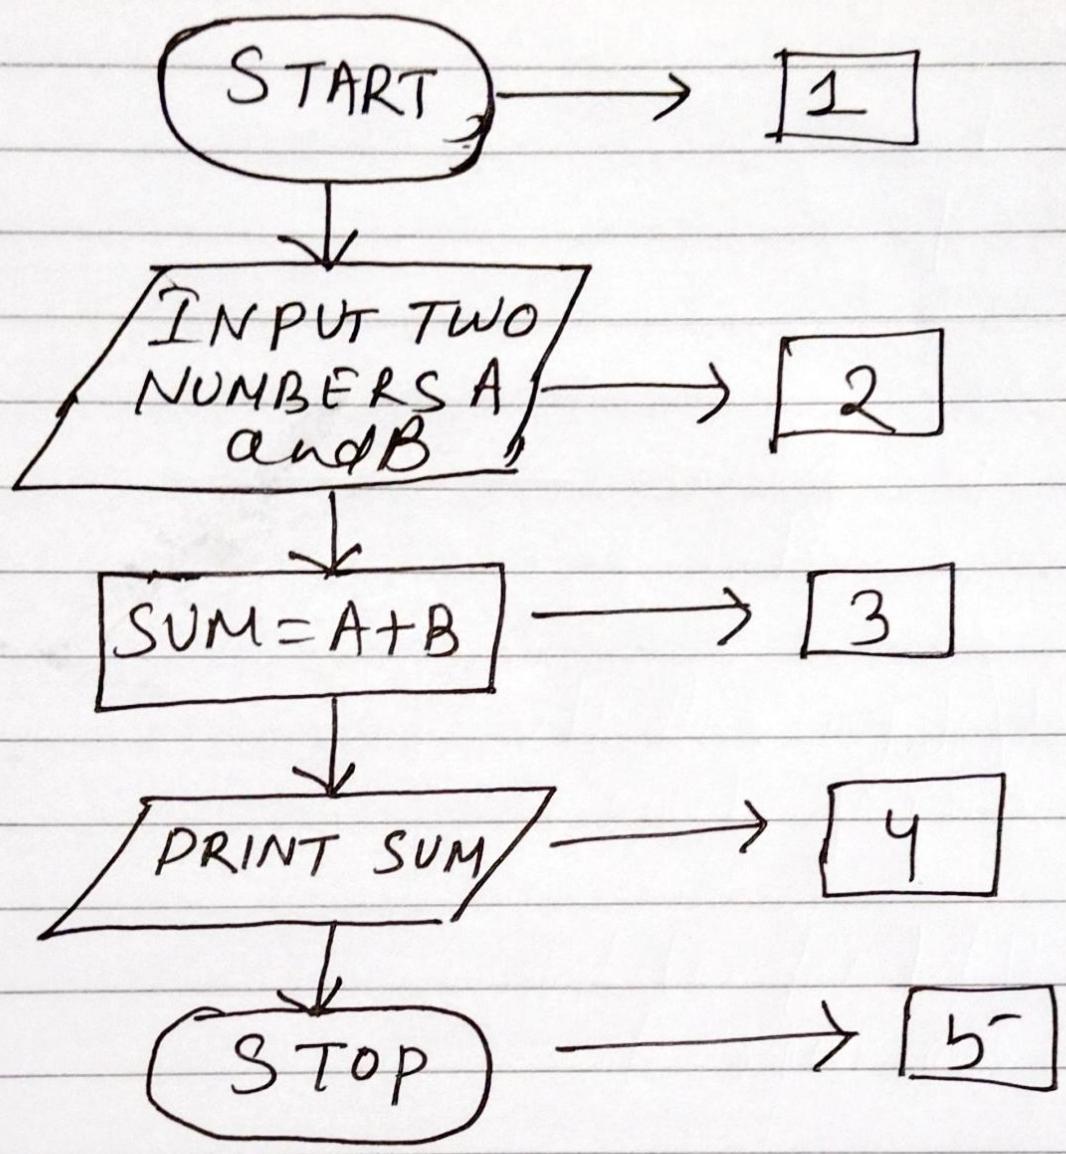 START
1
INPUT TWO
NUMBERS A
and B
2
SUM = A+B
3
PRINT SUM
4
STOP
5